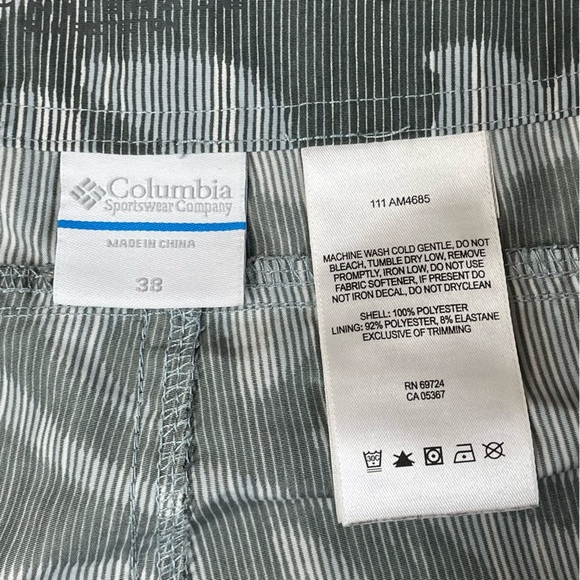 Columbia
Sportswear Company
MADE IN CHINA
38
111 AM4685
MACHINE WASH COLD GENTLE, DO NOT
BLEACH, TUMBLE DRY LOW, REMOVE
PROMPTLY, IRON LOW, DO NOT USE
FABRIC SOFTENER, IF PRESENT DO
NOT IRON DECAL, DO NOT DRYCLEAN
SHELL: 100% POLYESTER
LINING: 92% POLYESTER, 8% ELASTANE
EXCLUSIVE OF TRIMMING
RN 69724
CA 05367
30C